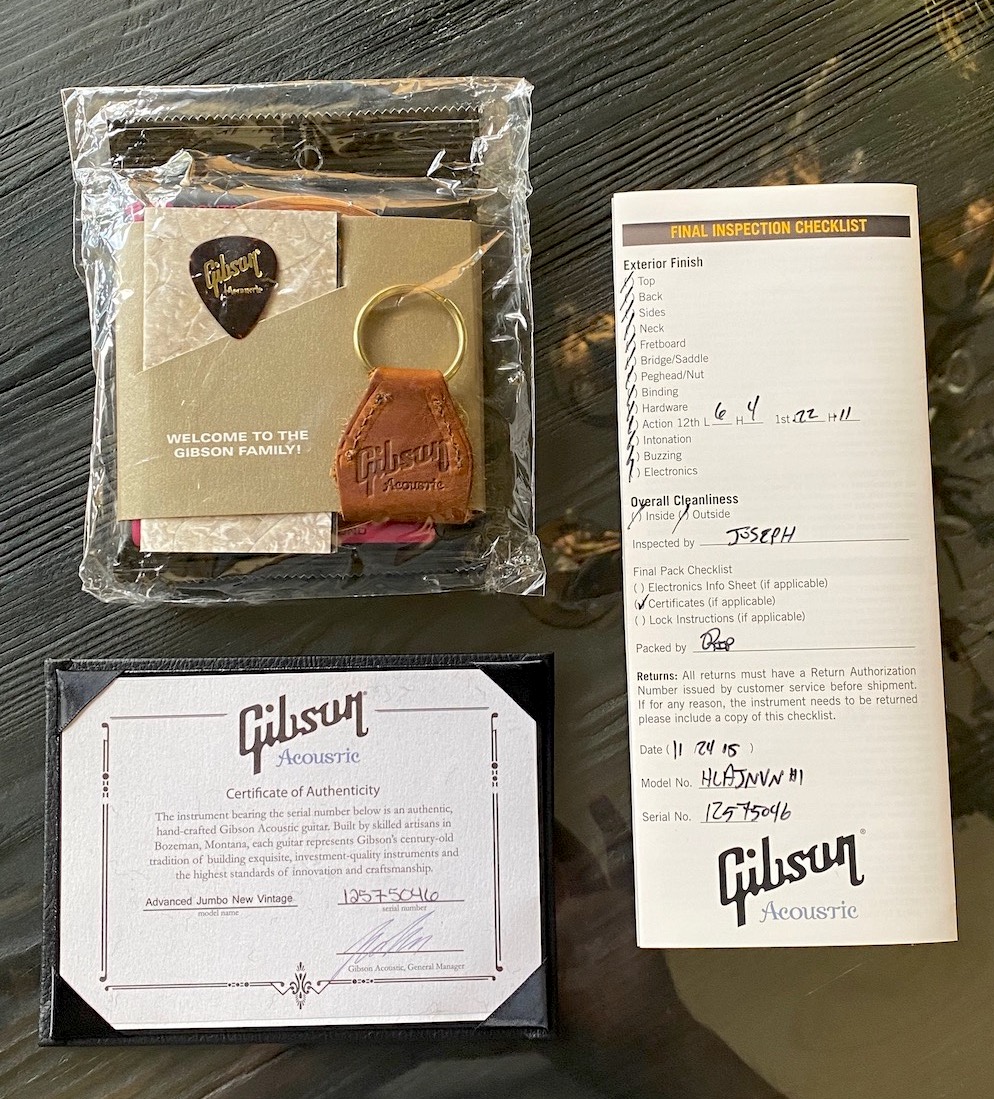 Gibson
Acoustic
WELCOME TO THE
GIBSON FAMILY!
Gibson
Acoustic
Gibson
Acoustic
Certificate of Authenticity
The instrument bearing the serial number below is an authentic,
hand-crafted Gibson Acoustic guitar. Built by skilled artisans in
Bozeman, Montana, each guitar represents Gibson's century-old
tradition of building exquisite, investment-quality instruments and
the highest standards of innovation and craftsmanship.
Advanced Jumbo New Vintage 12575046
model name serial number
Gibson Acoustic, General Manager
FINAL INSPECTION CHECKLIST
Exterior Finish
( ) Top
( ) Back
( ) Sides
( ) Neck
( ) Fretboard
( ) Bridge/Saddle
( ) Peghead/Nut
( ) Binding
( ) Hardware
( ) Action 12th L 6 H 4 1st .22 H 11
( ) Intonation
( ) Buzzing
( ) Electronics
Overall Cleanliness
( ) Inside ( ) Outside
Inspected by JOSEPH
Final Pack Checklist
( ) Electronics Info Sheet (if applicable)
(✓) Certificates (if applicable)
( ) Lock Instructions (if applicable)
Packed by
Returns: All returns must have a Return Authorization
Number issued by customer service before shipment.
If for any reason, the instrument needs to be returned
please include a copy of this checklist.
Date ( 11 24 15 )
Model No. HLAJNVN #1
Serial No. 12575046
Gibson®
Acoustic